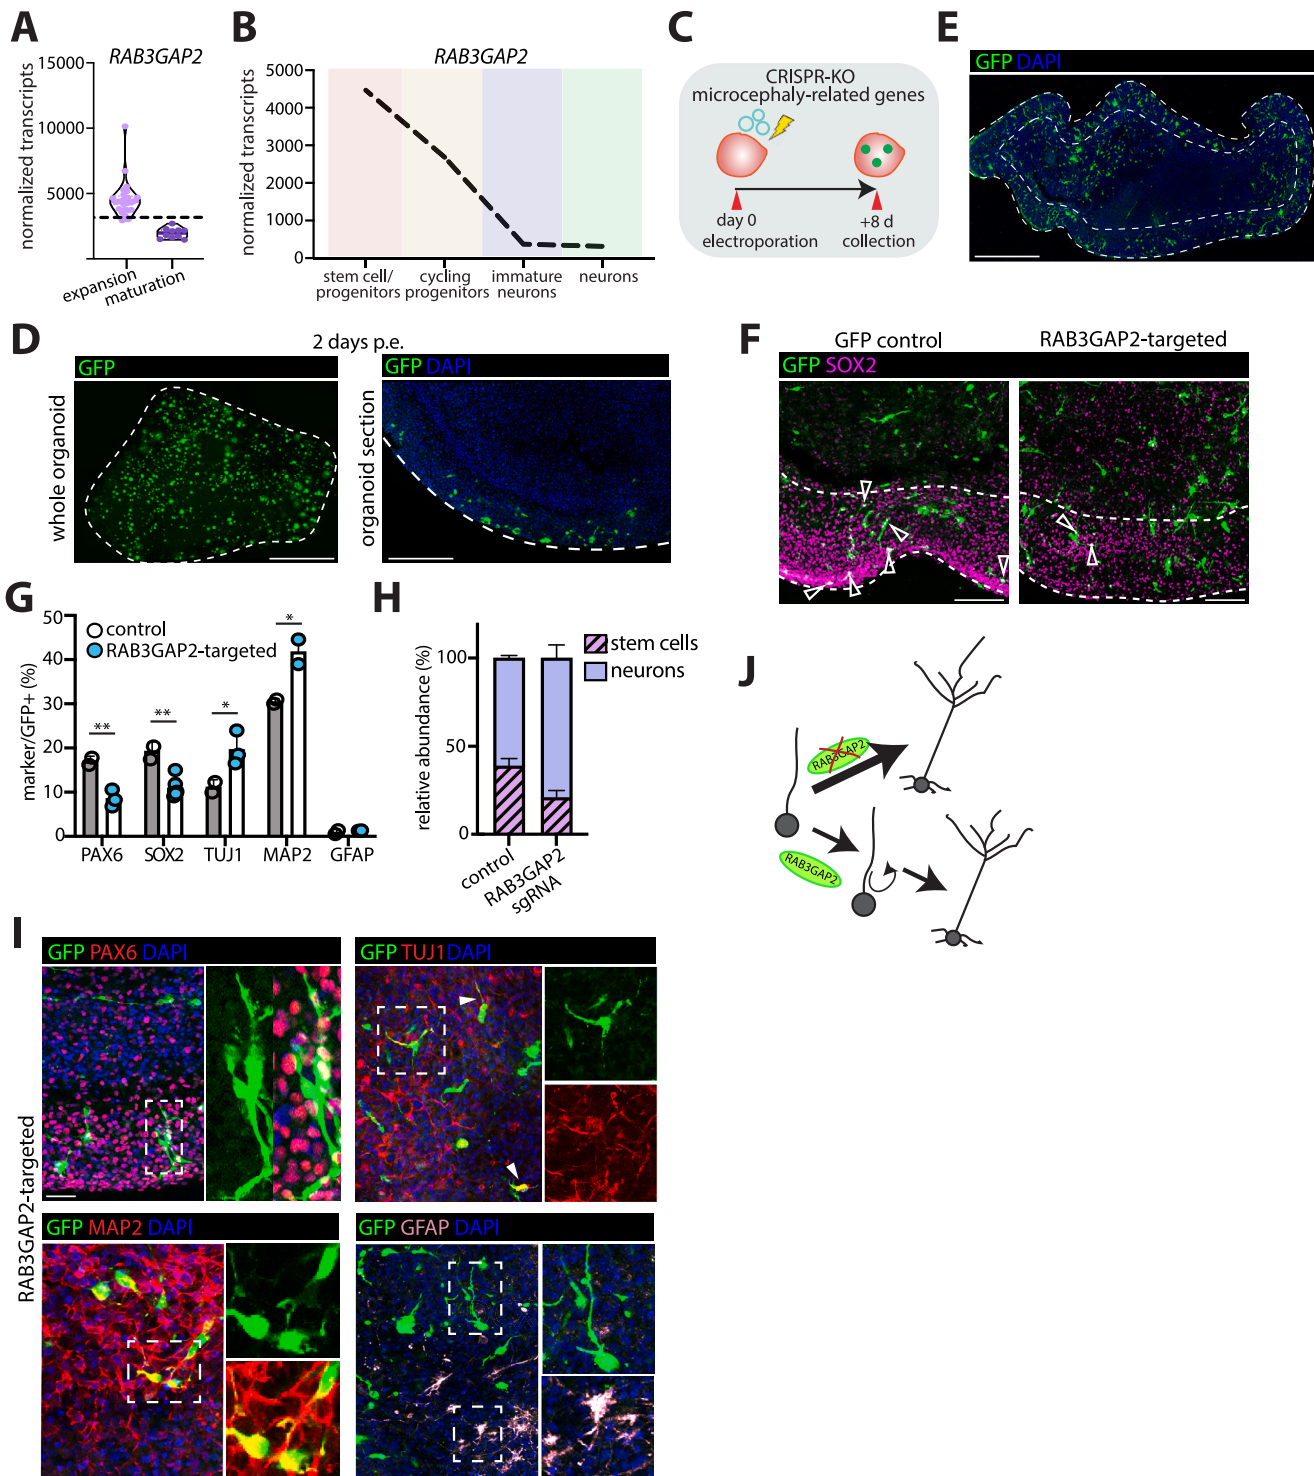 A
RAB3GAP2
normalized transcripts
15000
10000
5000
0
expansion
maturation
B
RAB3GAP2
normalized transcripts
5000
4000
3000
2000
1000
0
stem cell/
progenitors
cycling
progenitors
immature
neurons
neurons
C
CRISPR-KO
microcephaly-related genes
day 0
electroporation
+8 d
collection
E
GFP DAPI
D
2 days p.e.
GFP
whole organoid
GFP DAPI
organoid section
F
GFP control
RAB3GAP2-targeted
GFP SOX2
G
marker/GFP+ (%)
50
40
30
20
10
0
control
RAB3GAP2-targeted
**
**
*
*
PAX6
SOX2
TUJ1
MAP2
GFAP
H
relative abundance (%)
100
50
0
stem cells
neurons
control
RAB3GAP2
sgRNA
J
RAB3GAP2
RAB3GAP2
I
RAB3GAP2-targeted
GFP PAX6 DAPI
GFP TUJ1 DAPI
GFP MAP2 DAPI
GFP GFAP DAPI